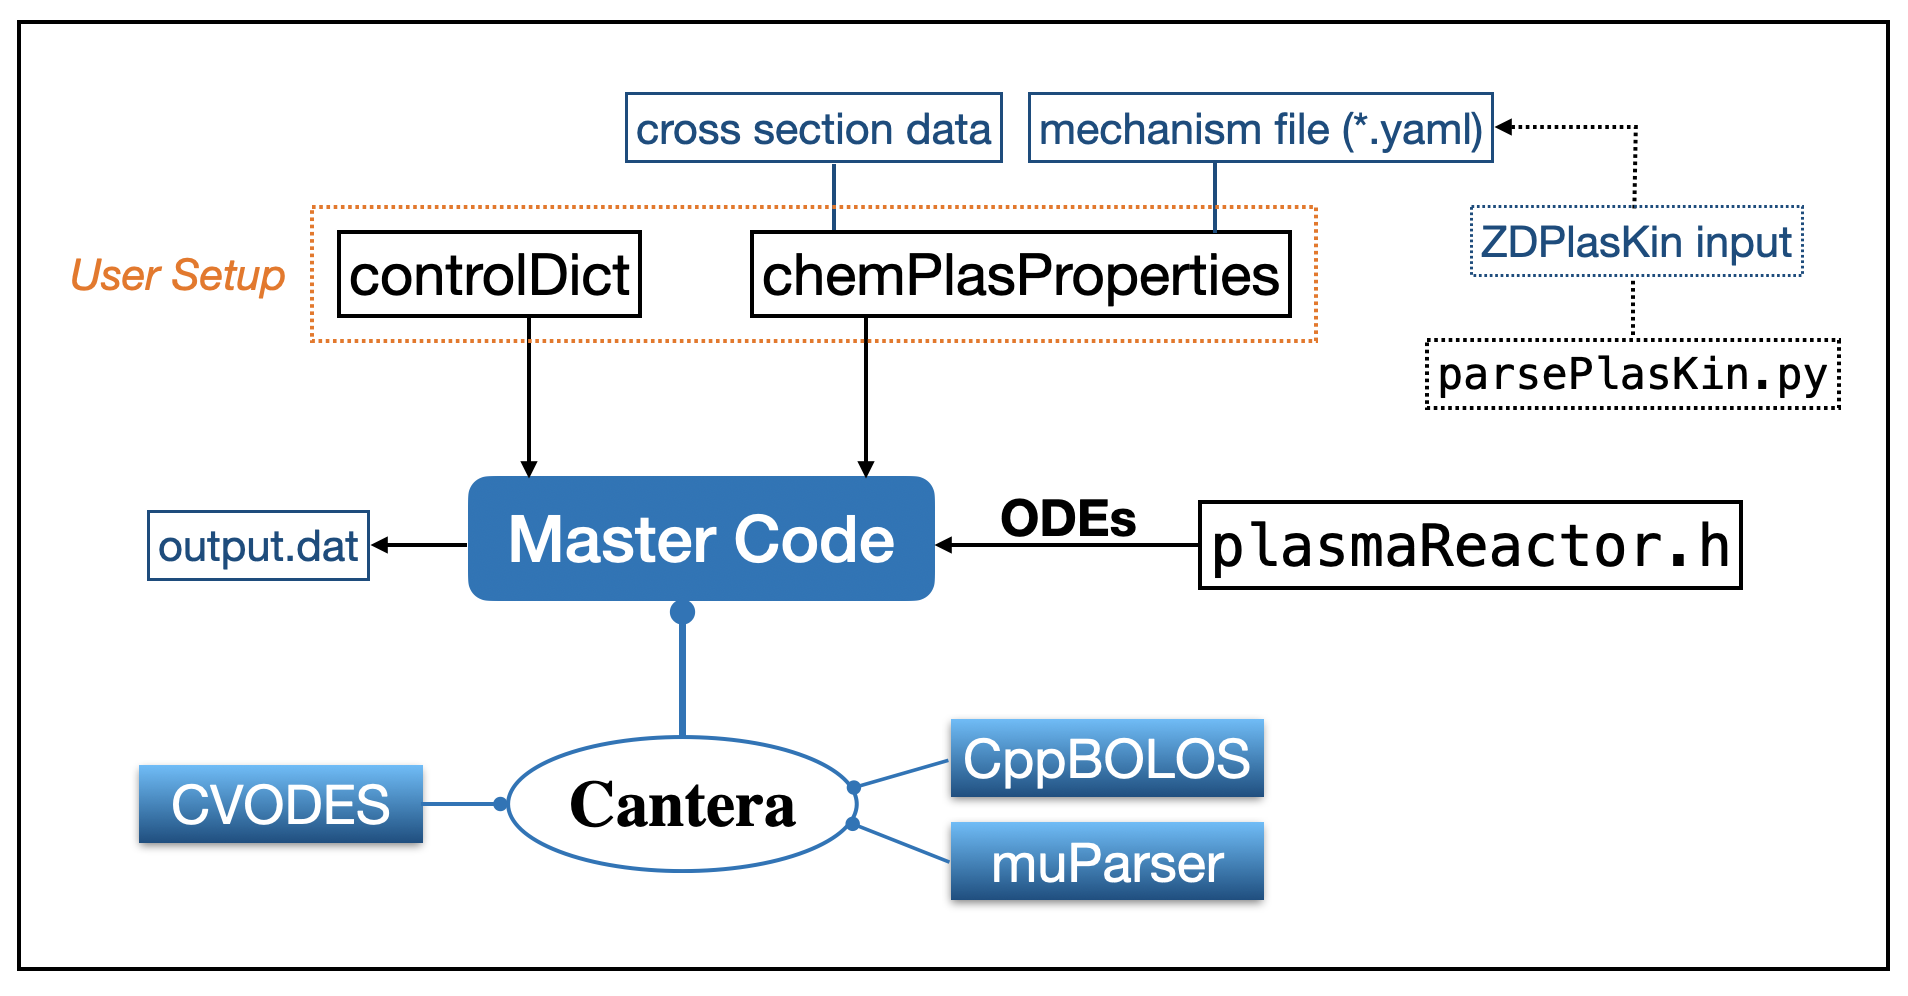 cross section data
mechanism file (*.yaml)
ZDPlasKin input
User Setup
controlDict
chemPlasProperties
parsePlasKin.py
output.dat
Master Code
ODEs
plasmaReactor.h
CVODES
Cantera
CppBOLOS
muParser